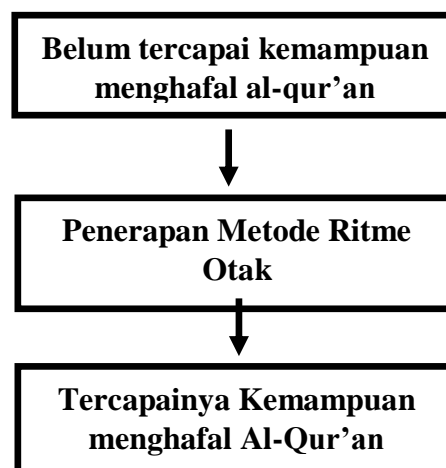 Belum tercapai kemampuan
menghafal al-qur’an
Penerapan Metode Ritme
Otak
Tercapainya Kemampuan
menghafal Al-Qur’an